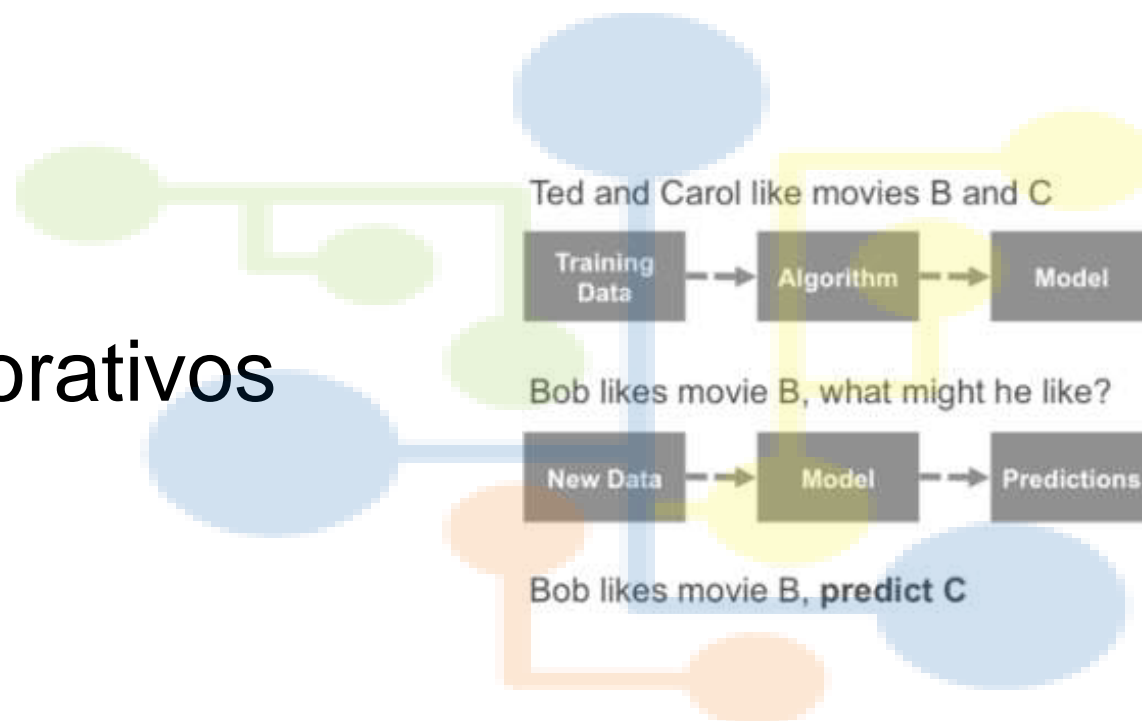 Ted and Carol like movies B and C
Training
Data
Algorithm
Model
orativos
Bob likes movie B, what might he like?
New Data
Model
Predictions
Bob likes movie B, predict C